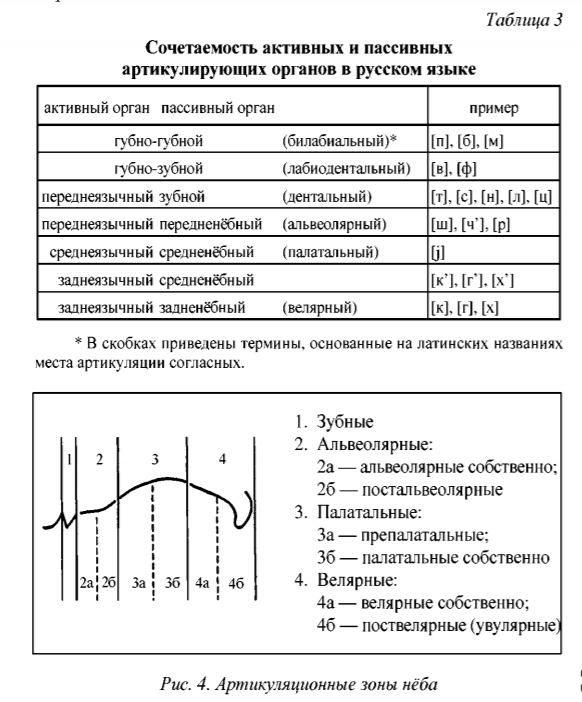 Таблица 3
Сочетаемость активных и пассивных
артикулирующих органов в русском языке
активный орган пассивный орган пример
губно-губной (билабиальный)* [п], [б], [м]
губно-зубной (лабиодентальный) [в], [ф]
переднеязычный зубной (дентальный) [т], [с], [н], [л], [ц]
переднеязычный передненёбный (альвеолярный) [ш], [ч’], [р]
среднеязычный средненёбный (палатальный) [j]
заднеязычный средненёбный [к’], [г’], [х’]
заднеязычный задненёбный (велярный) [к], [г], [х]
* В скобках приведены термины, основанные на латинских названиях
места артикуляции согласных.
1 2 3 4
2а 2б 3а 3б 4а 4б
1. Зубные
2. Альвеолярные:
2а — альвеолярные собственно;
2б — постальвеолярные
3. Палатальные:
3а — препалатальные;
3б — палатальные собственно
4. Велярные:
4а — велярные собственно;
4б — поствелярные (увулярные)
Рис. 4. Артикуляционные зоны нёба